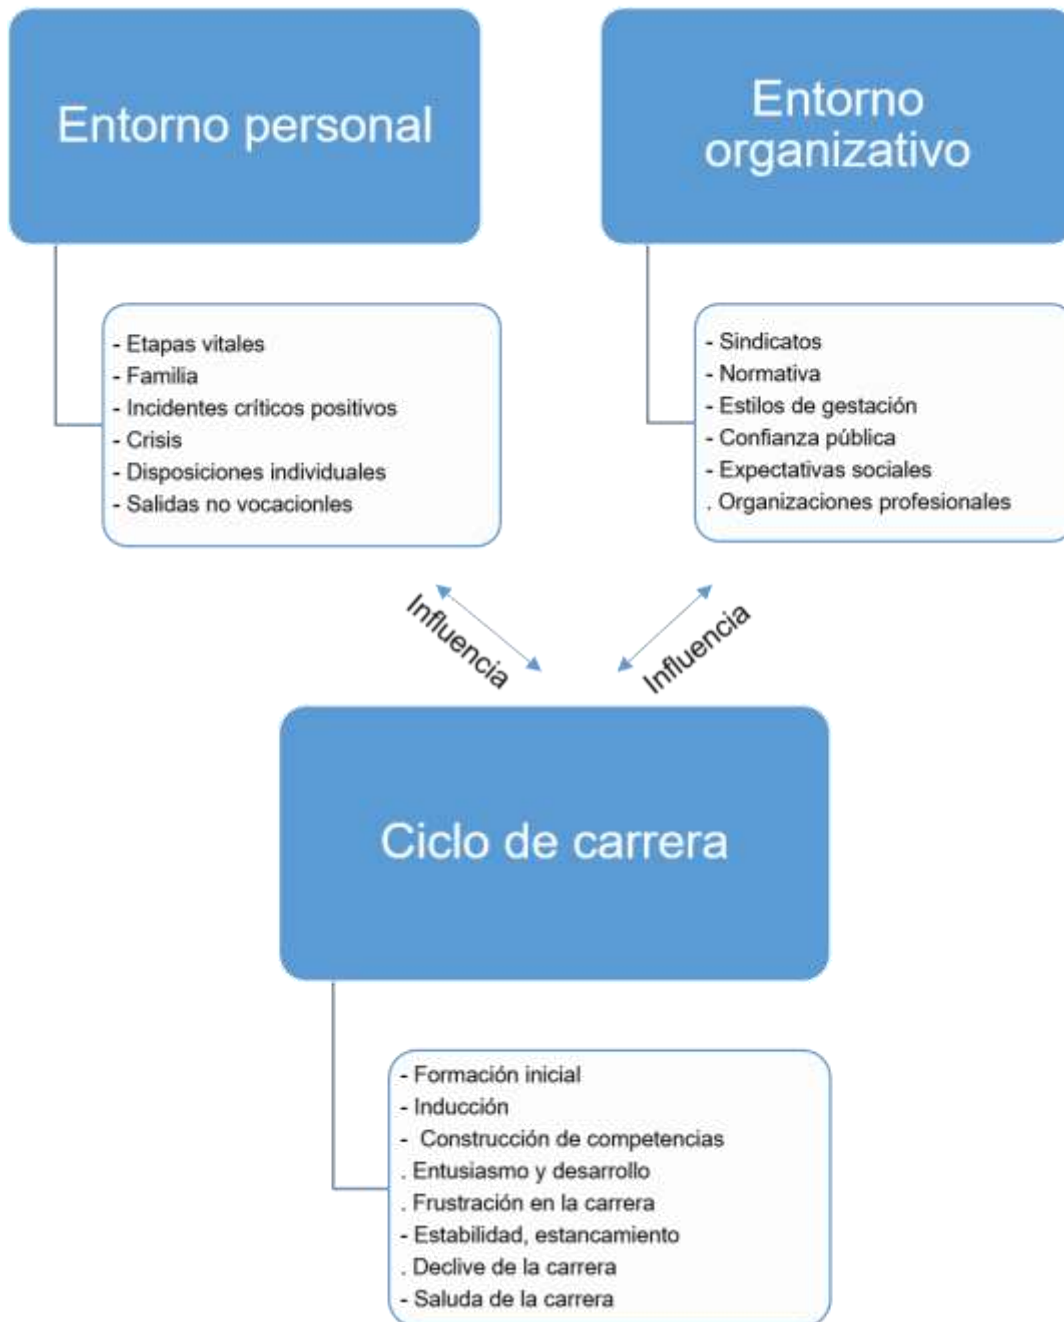 Entorno personal
- Etapas vitales
- Familia
- Incidentes críticos positivos
- Crisis
- Disposiciones individuales
- Salidas no vocacionles
Entorno
organizativo
- Sindicatos
- Normativa
- Estilos de gestación
- Confianza pública
- Expectativas sociales
. Organizaciones profesionales
Influencia
Influencia
Ciclo de carrera
- Formación inicial
- Inducción
- Construcción de competencias
. Entusiasmo y desarrollo
. Frustración en la carrera
- Estabilidad, estancamiento
. Declive de la carrera
- Saluda de la carrera